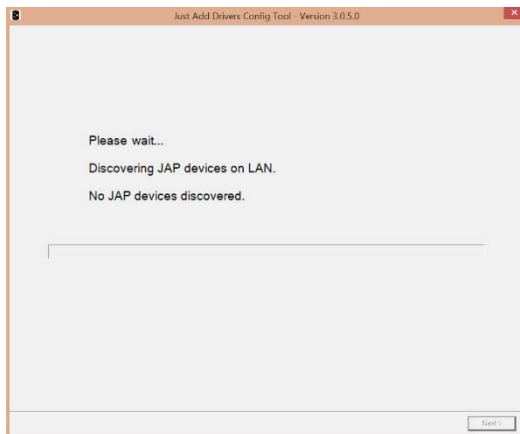 Just Add Drivers Config Tool - Version 3.0.5.0
Please wait...
Discovering JAP devices on LAN.
No JAP devices discovered.
Next >